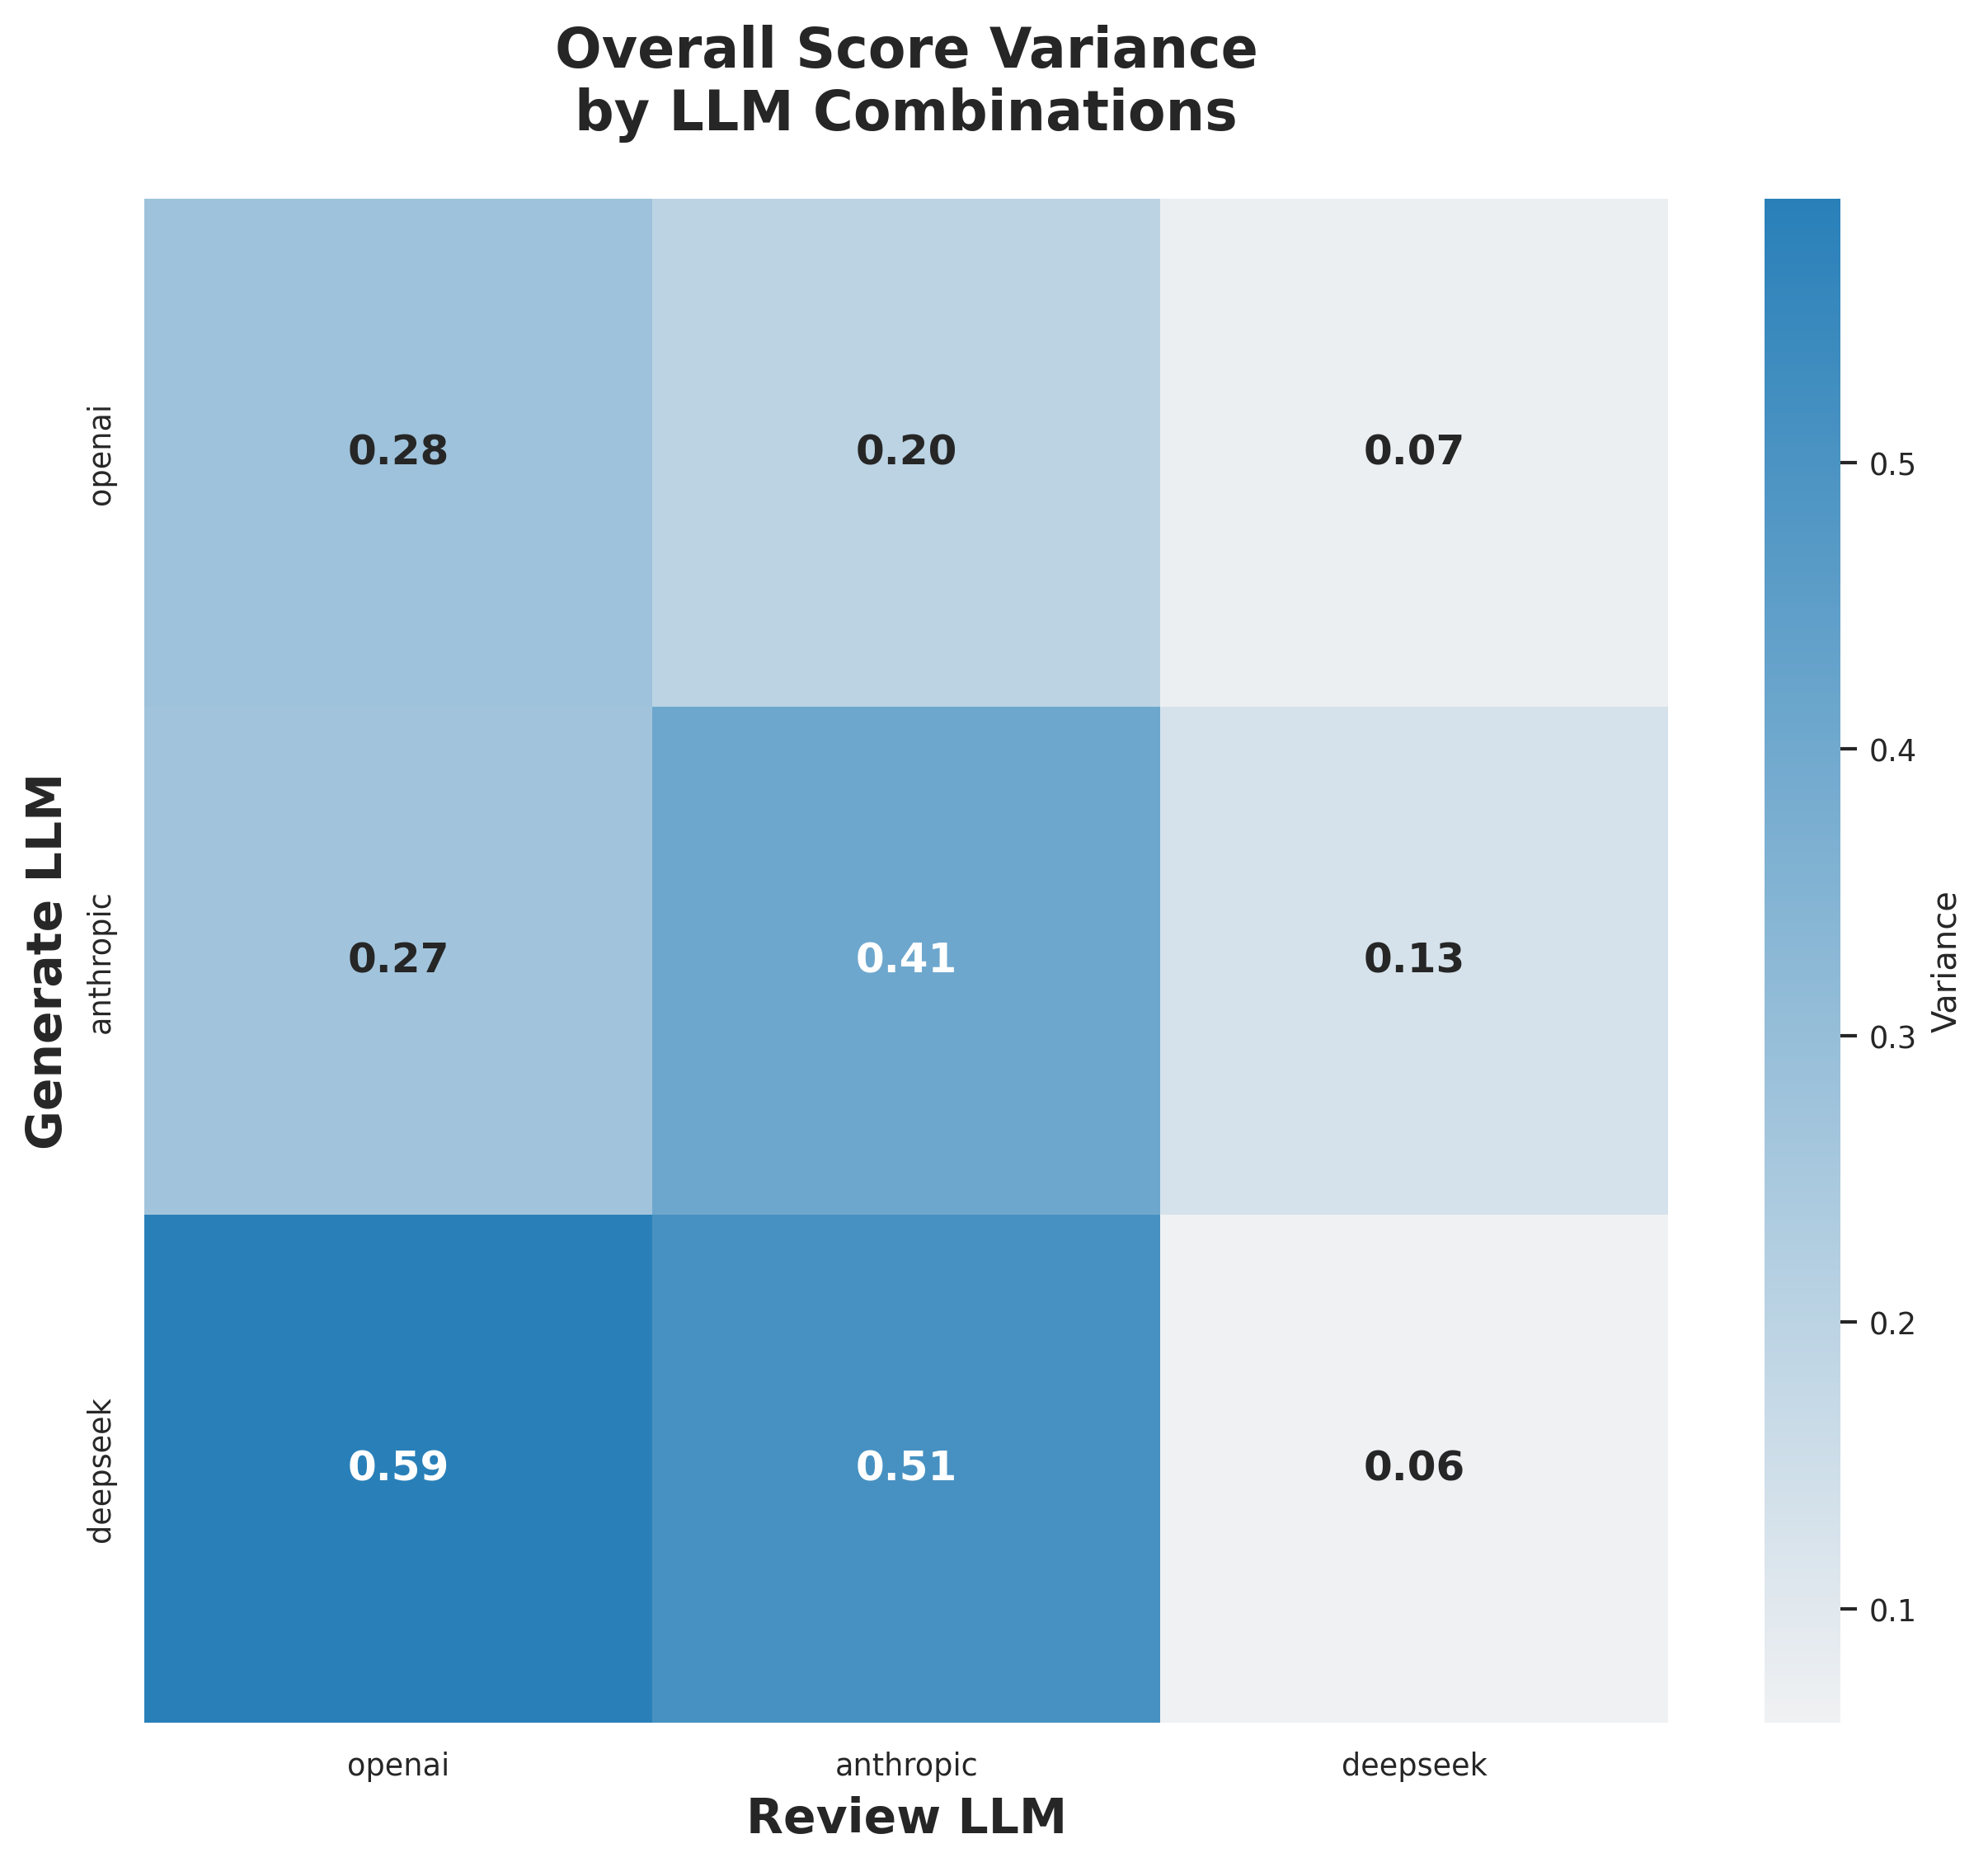 Overall Score Variance
by LLM Combinations
Generate LLM
openai
0.28
0.20
0.07
anthropic
0.27
0.41
0.13
deepseek
0.59
0.51
0.06
openai
anthropic
deepseek
Review LLM
0.5
0.4
0.3
0.2
0.1
Variance